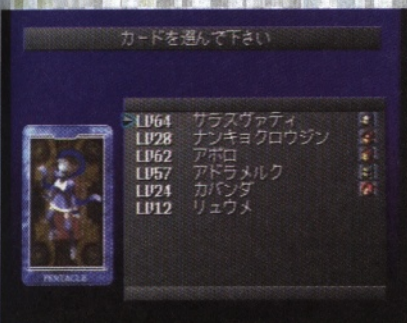 カードを選んで下さい
LV64 サラスヴァティ
LV28 ナンキョクロウジン
LV62 アポロ
LV57 アドラメルク
LV24 カバンダ
LV12 リュウメ
PENTACLE